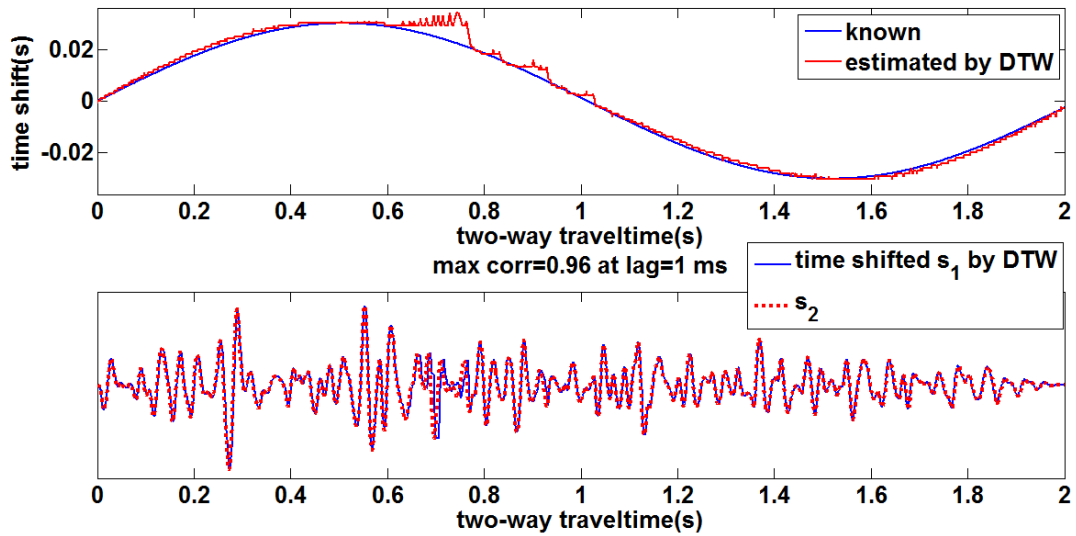 known
estimated by DTW
time shift(s)
0.02
0
-0.02
0 0.2 0.4 0.6 0.8 1 1.2 1.4 1.6 1.8 2
two-way traveltime(s)
max corr=0.96 at lag=1 ms
time shifted s_1 by DTW
s_2
0 0.2 0.4 0.6 0.8 1 1.2 1.4 1.6 1.8 2
two-way traveltime(s)